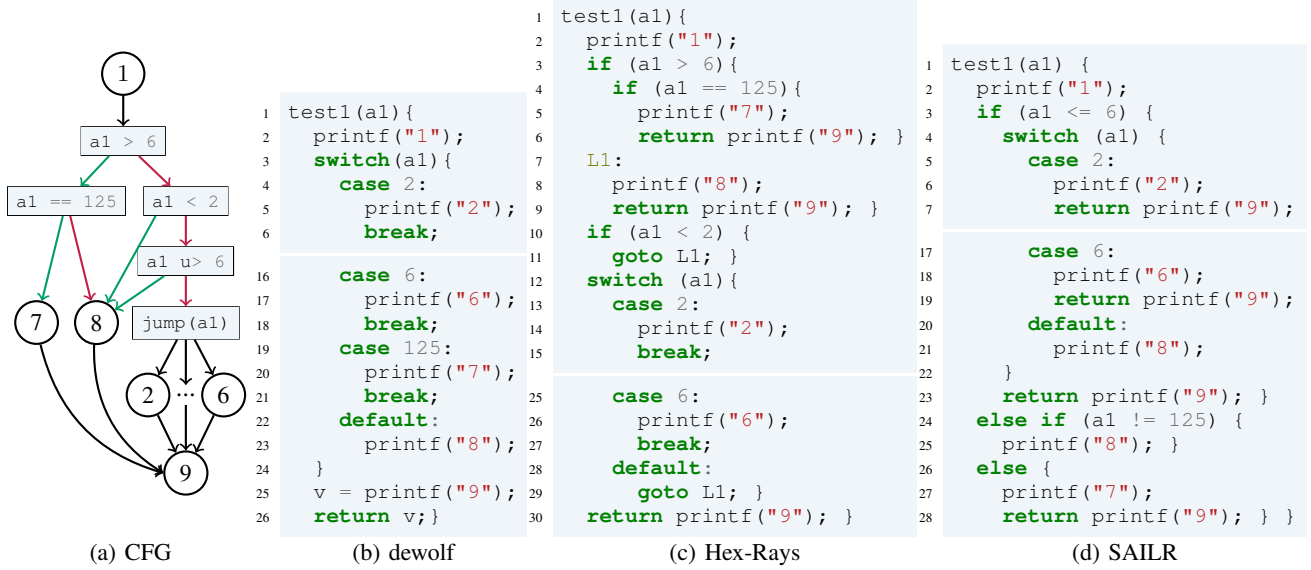 1
a1 > 6
a1 == 125
a1 < 2
a1 u> 6
7
8
jump(a1)
2
...
6
9
(a) CFG
1 test1(a1){
2 printf("1");
3 switch(a1){
4 case 2:
5 printf("2");
6 break;
16 case 6:
17 printf("6");
18 break;
19 case 125:
20 printf("7");
21 break;
22 default:
23 printf("8");
24 }
25 v = printf("9");
26 return v;}
(b) dewolf
1 test1(a1){
2 printf("1");
3 if (a1 > 6){
4 if (a1 == 125){
5 printf("7");
6 return printf("9"); }
7 L1:
8 printf("8");
9 return printf("9"); }
10 if (a1 < 2) {
11 goto L1; }
12 switch (a1){
13 case 2:
14 printf("2");
15 break;
25 case 6:
26 printf("6");
27 break;
28 default:
29 goto L1; }
30 return printf("9"); }
(c) Hex-Rays
1 test1(a1) {
2 printf("1");
3 if (a1 <= 6) {
4 switch (a1) {
5 case 2:
6 printf("2");
7 return printf("9");
17 case 6:
18 printf("6");
19 return printf("9");
20 default:
21 printf("8");
22 }
23 return printf("9"); }
24 else if (a1 != 125) {
25 printf("8"); }
26 else {
27 printf("7");
28 return printf("9"); } }
(d) SAILR